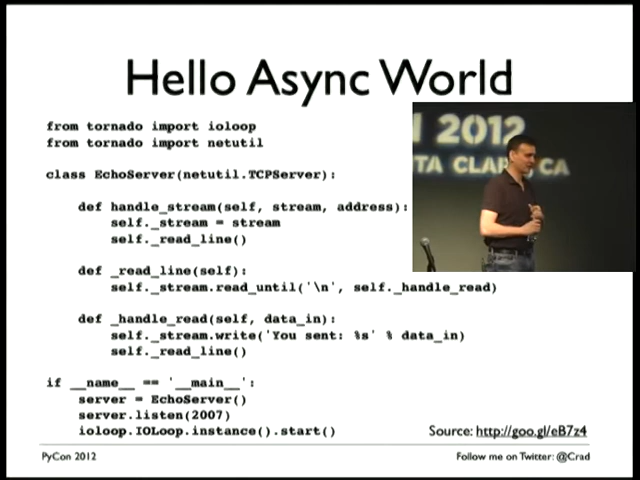 Hello Async World
from tornado import ioloop
from tornado import netutil
class EchoServer(netutil.TCPServer):
def handle_stream(self, stream, address):
self._stream = stream
self._read_line()
def _read_line(self):
self._stream.read_until('\n', self._handle_read)
def _handle_read(self, data_in):
self._stream.write('You sent: %s' % data_in)
self._read_line()
if __name__ == '__main__':
server = EchoServer()
server.listen(2007)
ioloop.IOLoop.instance().start()
2012
CA
Source: http://goo.gl/eB7z4
PyCon 2012
Follow me on Twitter: @Crad